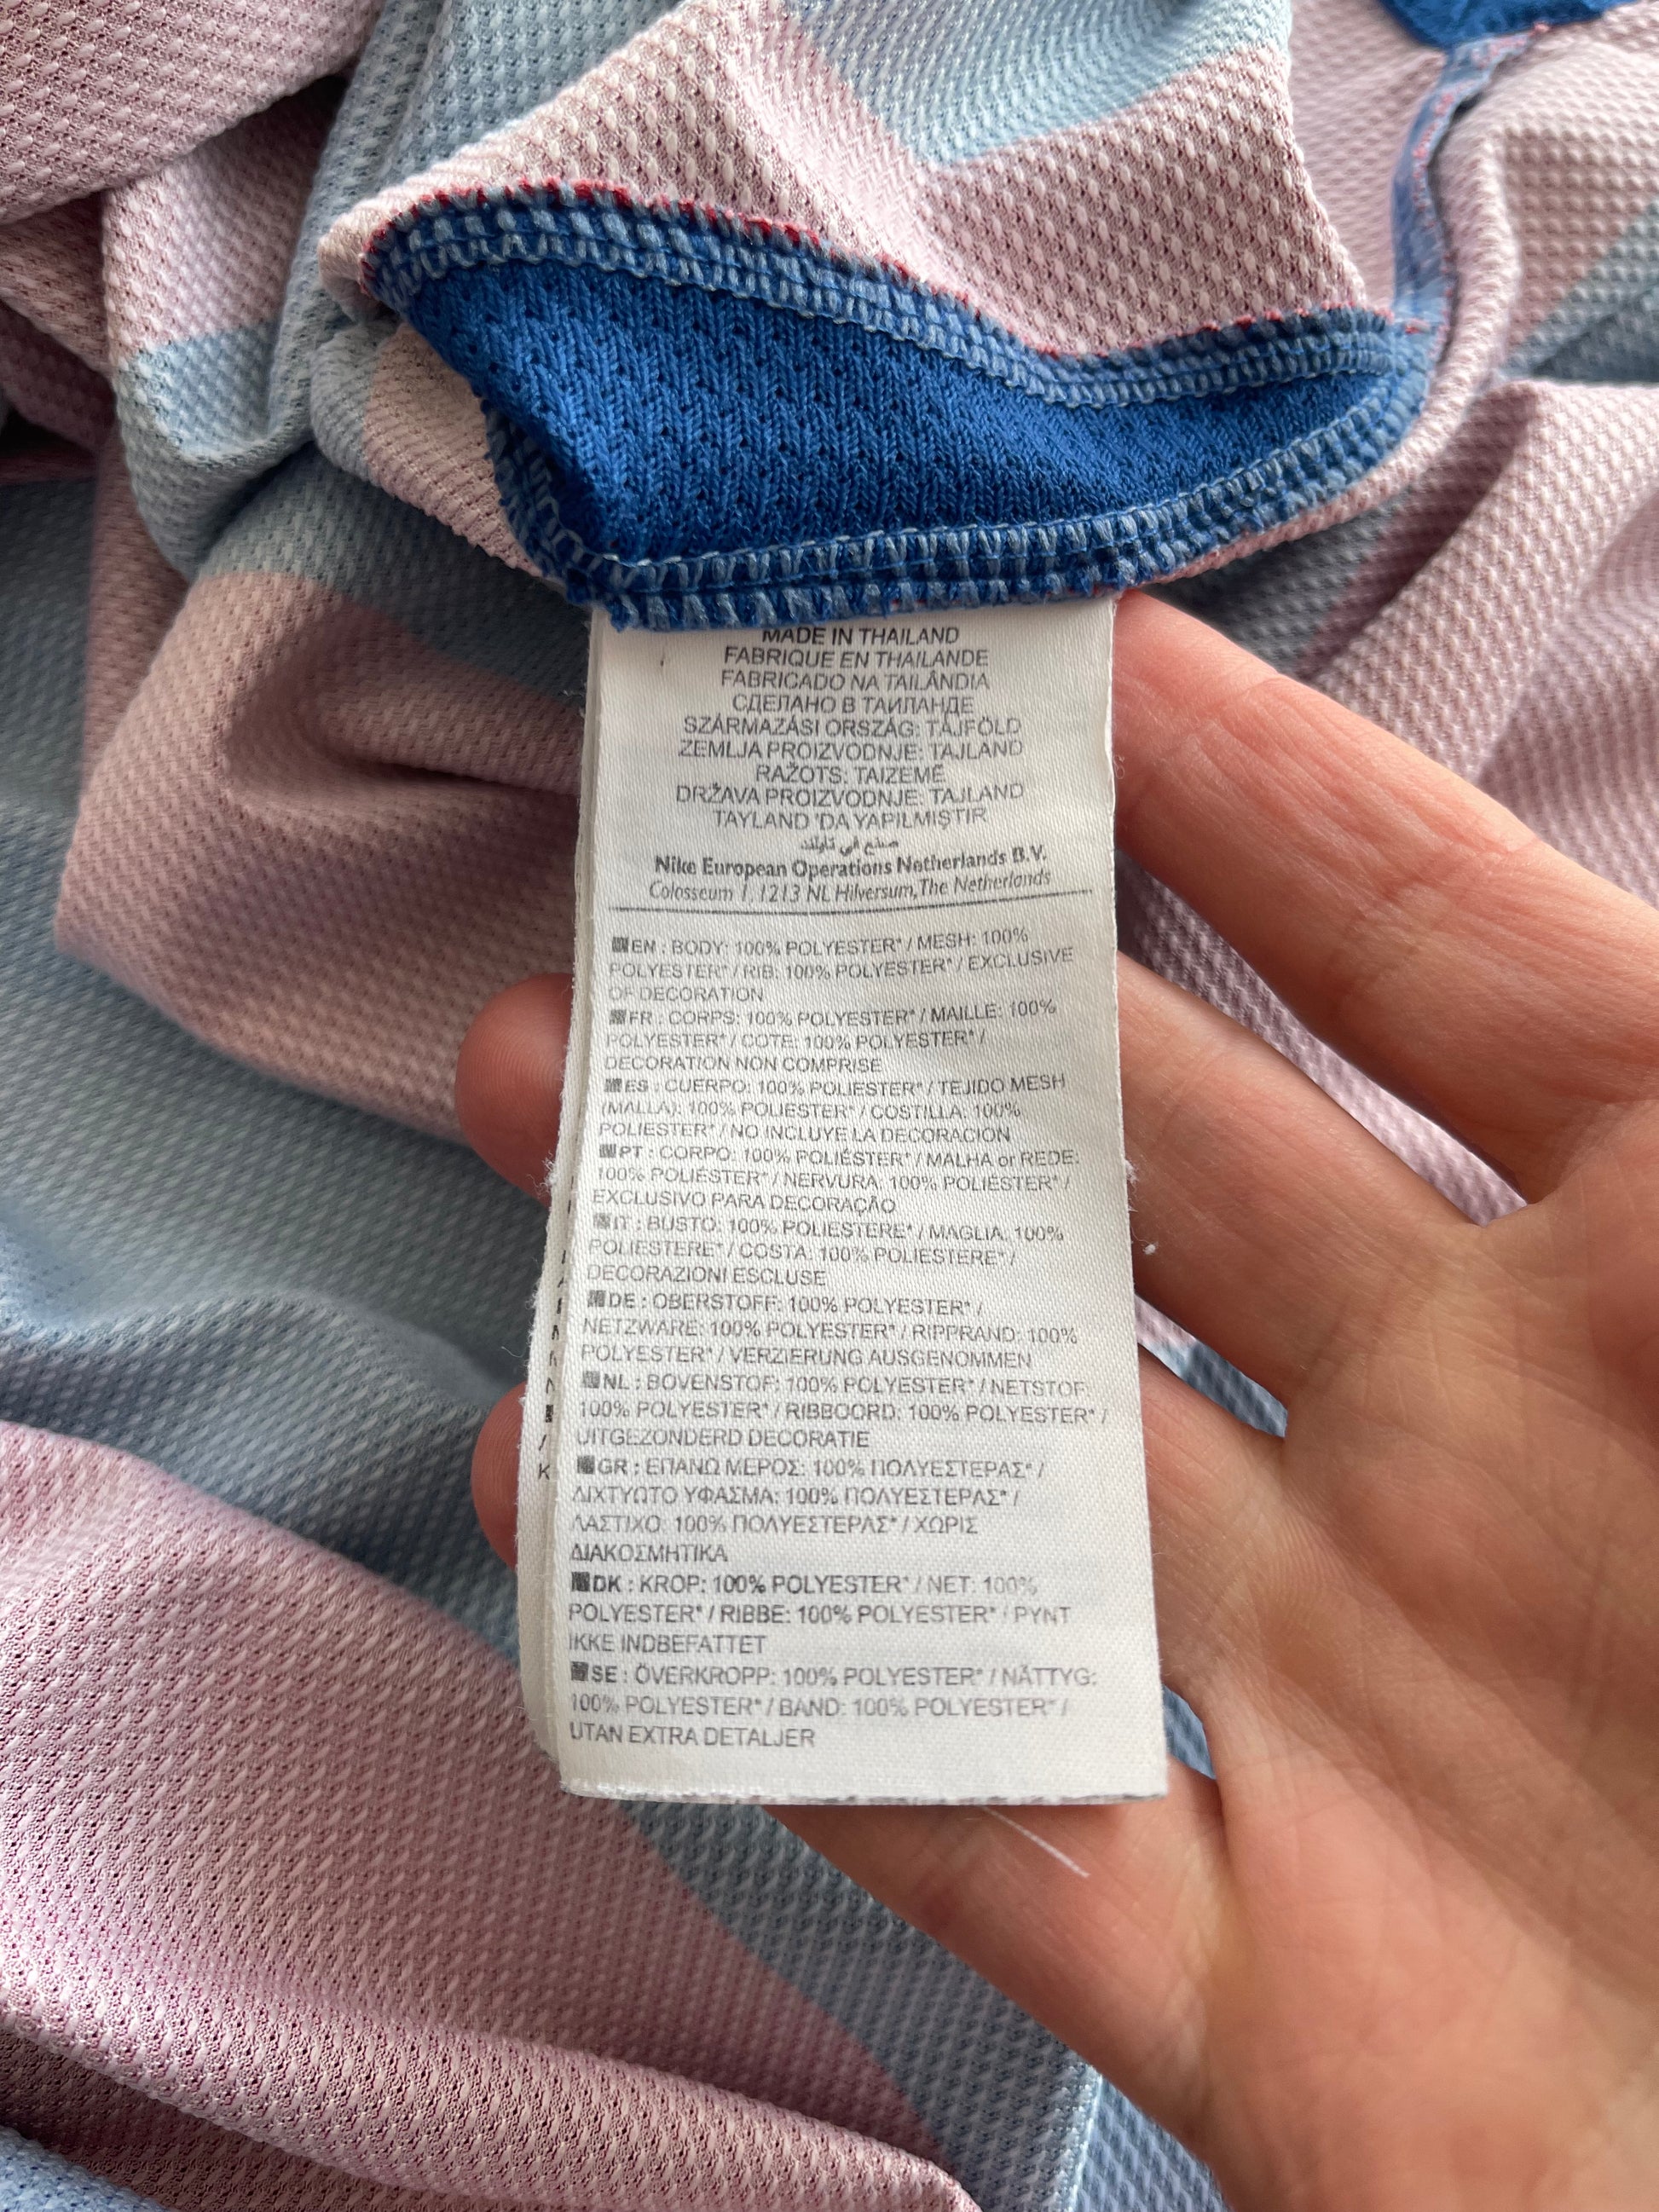 MADE IN THAILAND
FABRIQUE EN THAILANDE
FABRICADO NA TAILÂNDIA
СДЕЛАНО В ТАИЛАНДЕ
SZÁRMAZÁSI ORSZÁG: TAJFÖLD
ZEMLJA PROIZVODNJE: TAJLAND
RAŽOTS: TAIZEMĒ
DRŽAVA PROIZVODNJE: TAJLAND
TAYLAND 'DA YAPILMIŞTIR
صنع في تايلند
Nike European Operations Netherlands B.V.
Colosseum 1, 1213 NL Hilversum, The Netherlands
EN : BODY: 100% POLYESTER* / MESH: 100%
POLYESTER* / RIB: 100% POLYESTER* / EXCLUSIVE
OF DECORATION
FR : CORPS: 100% POLYESTER* / MAILLE: 100%
POLYESTER* / COTE: 100% POLYESTER* /
DECORATION NON COMPRISE
ES : CUERPO: 100% POLIESTER* / TEJIDO MESH
(MALLA): 100% POLIESTER* / COSTILLA: 100%
POLIESTER* / NO INCLUYE LA DECORACION
PT : CORPO: 100% POLIÉSTER* / MALHA or REDE:
100% POLIÉSTER* / NERVURA: 100% POLIÉSTER* /
EXCLUSIVO PARA DECORAÇÃO
IT : BUSTO: 100% POLIESTERE* / MAGLIA: 100%
POLIESTERE* / COSTA: 100% POLIESTERE* /
DECORAZIONI ESCLUSE
DE : OBERSTOFF: 100% POLYESTER* /
NETZWARE: 100% POLYESTER* / RIPPRAND: 100%
POLYESTER* / VERZIERUNG AUSGENOMMEN
NL : BOVENSTOF: 100% POLYESTER* / NETSTOF:
100% POLYESTER* / RIBBOORD: 100% POLYESTER* /
UITGEZONDERD DECORATIE
GR : ΕΠΑΝΩ ΜΕΡΟΣ: 100% ΠΟΛΥΕΣΤΕΡΑΣ* /
ΔΙΧΤΥΩΤΟ ΥΦΑΣΜΑ: 100% ΠΟΛΥΕΣΤΕΡΑΣ* /
ΛΑΣΤΙΧΟ: 100% ΠΟΛΥΕΣΤΕΡΑΣ* / ΧΩΡΙΣ
ΔΙΑΚΟΣΜΗΤΙΚΑ
DK : KROP: 100% POLYESTER* / NET: 100%
POLYESTER* / RIBBE: 100% POLYESTER* / PYNT
IKKE INDBEFATTET
SE : ÖVERKROPP: 100% POLYESTER* / NÄTTYG:
100% POLYESTER* / BAND: 100% POLYESTER* /
UTAN EXTRA DETALJER